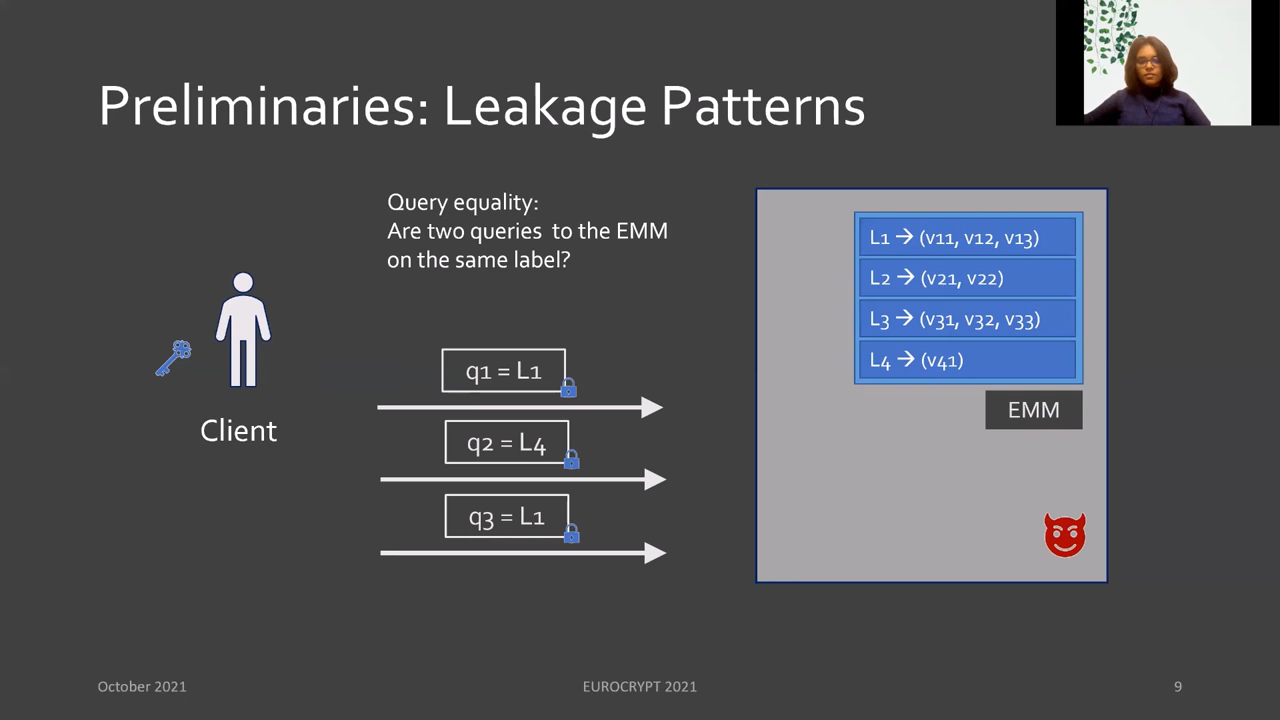 Preliminaries: Leakage Patterns
Query equality:
Are two queries to the EMM
on the same label?
Client
q1 = L1
q2 = L4
q3 = L1
L1 → (v11, v12, v13)
L2 → (v21, v22)
L3 → (v31, v32, v33)
L4 → (v41)
EMM
October 2021
EUROCRYPT 2021
9